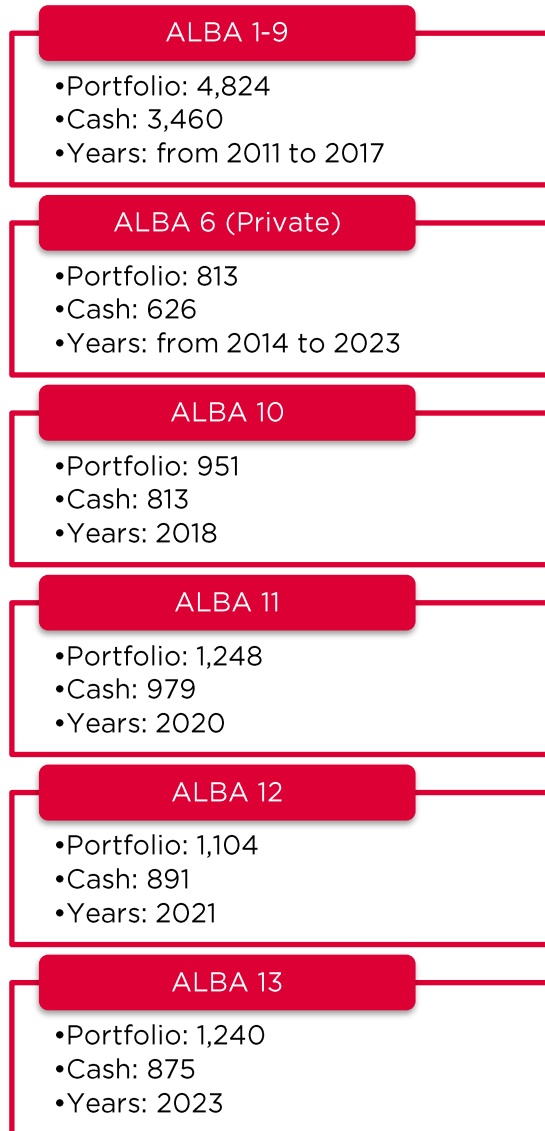 ALBA 1-9
•Portfolio: 4,824
•Cash: 3,460
•Years: from 2011 to 2017
ALBA 6 (Private)
•Portfolio: 813
•Cash: 626
•Years: from 2014 to 2023
ALBA 10
•Portfolio: 951
•Cash: 813
•Years: 2018
ALBA 11
•Portfolio: 1,248
•Cash: 979
•Years: 2020
ALBA 12
•Portfolio: 1,104
•Cash: 891
•Years: 2021
ALBA 13
•Portfolio: 1,240
•Cash: 875
•Years: 2023